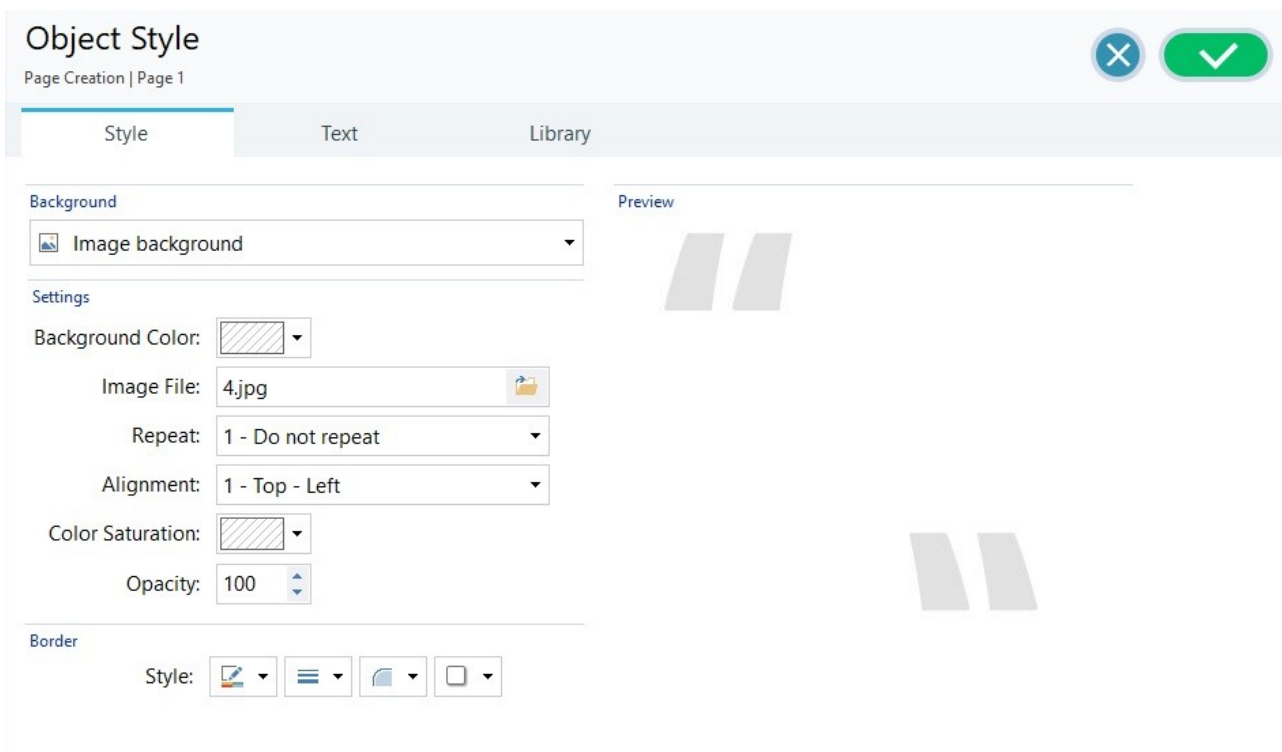 Object Style
Page Creation | Page 1
Style Text Library
Background
Image background
Settings
Background Color:
Image File: 4.jpg
Repeat: 1 - Do not repeat
Alignment: 1 - Top - Left
Color Saturation:
Opacity: 100
Border
Style:
Preview